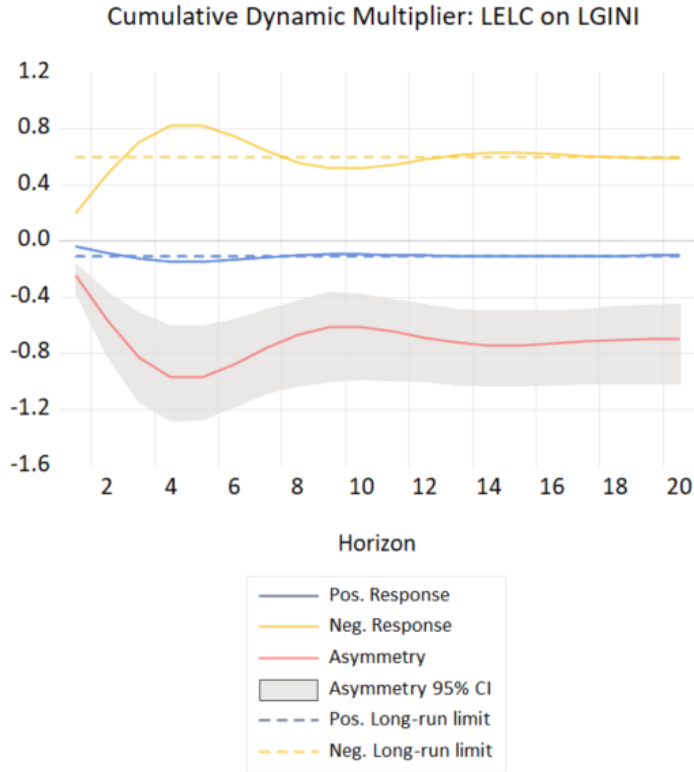 Cumulative Dynamic Multiplier: LELC on LGINI
1.2
0.8
0.4
0.0
-0.4
-0.8
-1.2
-1.6
2 4 6 8 10 12 14 16 18 20
Horizon
Pos. Response
Neg. Response
Asymmetry
Asymmetry 95% CI
Pos. Long-run limit
Neg. Long-run limit